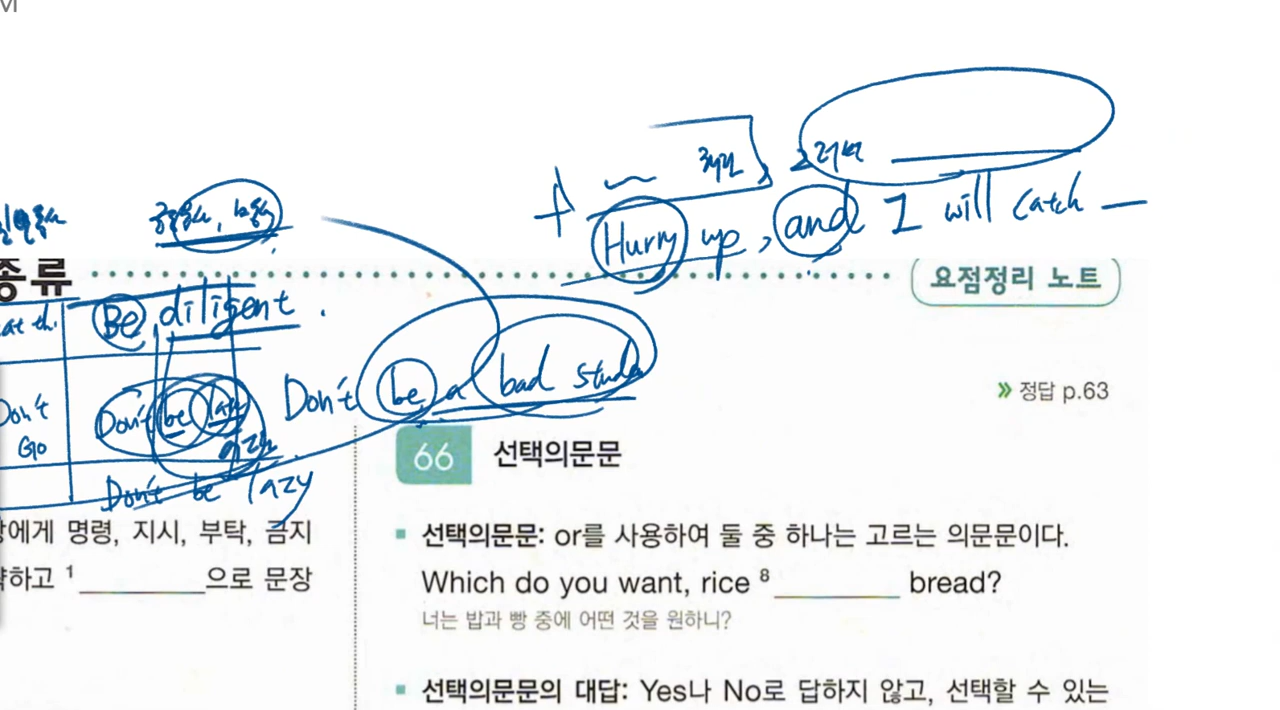 M
그러면
Hurry up, and I will catch
종류
요점정리 노트
Be diligent.
Don't be a bad stude
Don't be
Don't
Go
Don't be lazy
정답 p.63
66 선택의문문
에게 명령, 지시, 부탁, 금지
하고 1 ________으로 문장
선택의문문: or를 사용하여 둘 중 하나는 고르는 의문문이다.
Which do you want, rice 8 ________ bread?
너는 밥과 빵 중에 어떤 것을 원하니?
선택의문문의 대답: Yes나 No로 답하지 않고, 선택할 수 있는